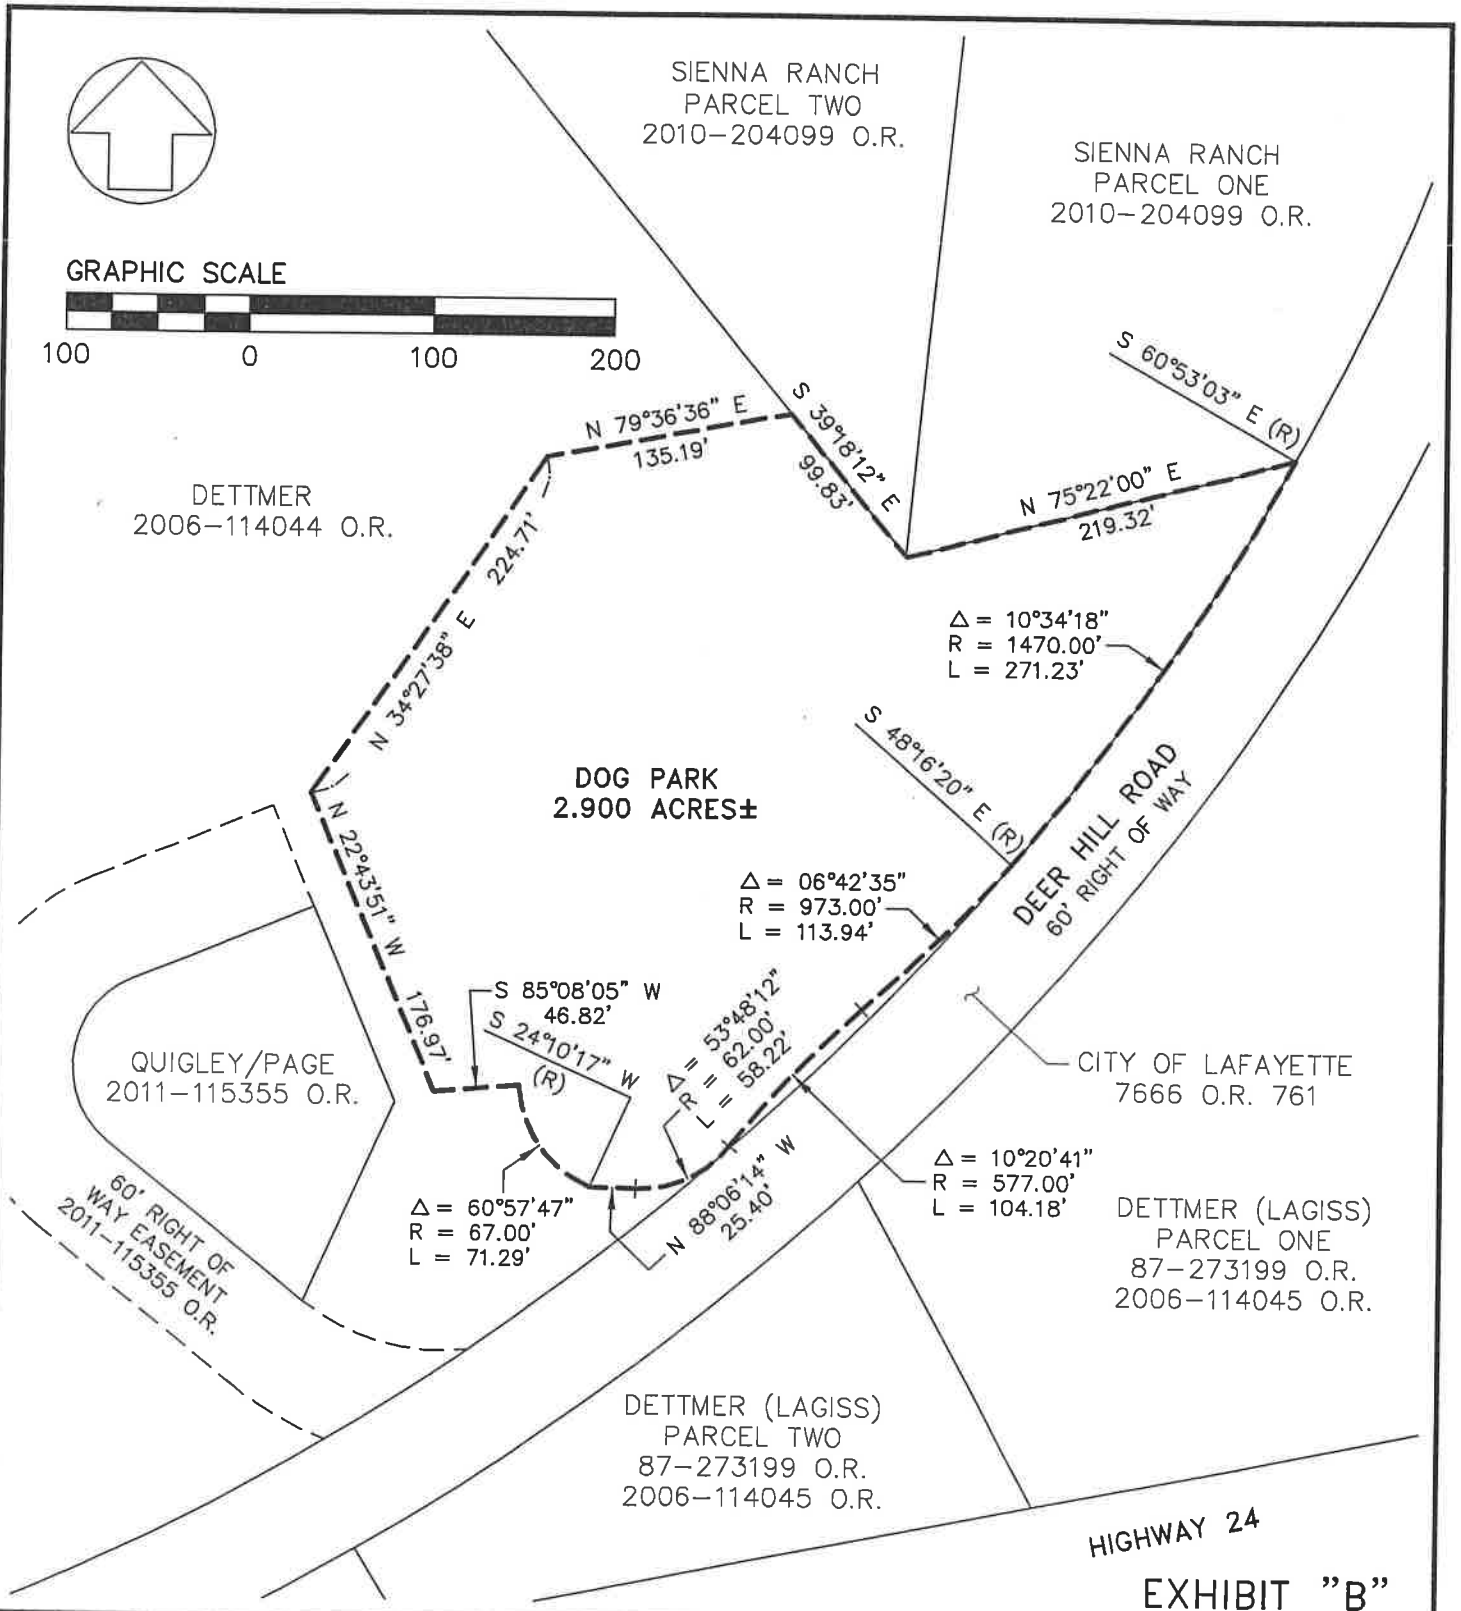 SIENNA RANCH
PARCEL TWO
2010-204099 O.R.
SIENNA RANCH
PARCEL ONE
2010-204099 O.R.
GRAPHIC SCALE
100 0 100 200
S 60°53'03" E (R)
N 79°36'36" E
135.19'
S 39°18'12" E
99.83'
N 75°22'00" E
219.32'
DETTMER
2006-114044 O.R.
N 34°27'38" E 224.71'
△ = 10°34'18"
R = 1470.00'
L = 271.23'
S 48°16'20" E (R)
DOG PARK
2.900 ACRES±
DEER HILL ROAD
60' RIGHT OF WAY
N 22°43'51" W 176.97'
△ = 06°42'35"
R = 973.00'
L = 113.94'
S 85°08'05" W
46.82'
S 24°10'17" W
(R)
△ = 53°48'12"
R = 62.00'
L = 58.22'
QUIGLEY/PAGE
2011-115355 O.R.
CITY OF LAFAYETTE
7666 O.R. 761
60' RIGHT OF
WAY EASEMENT
2011-115355 O.R.
△ = 60°57'47"
R = 67.00'
L = 71.29'
N 88°06'14" W
25.40'
△ = 10°20'41"
R = 577.00'
L = 104.18'
DETTMER (LAGISS)
PARCEL ONE
87-273199 O.R.
2006-114045 O.R.
DETTMER (LAGISS)
PARCEL TWO
87-273199 O.R.
2006-114045 O.R.
HIGHWAY 24
EXHIBIT "B"